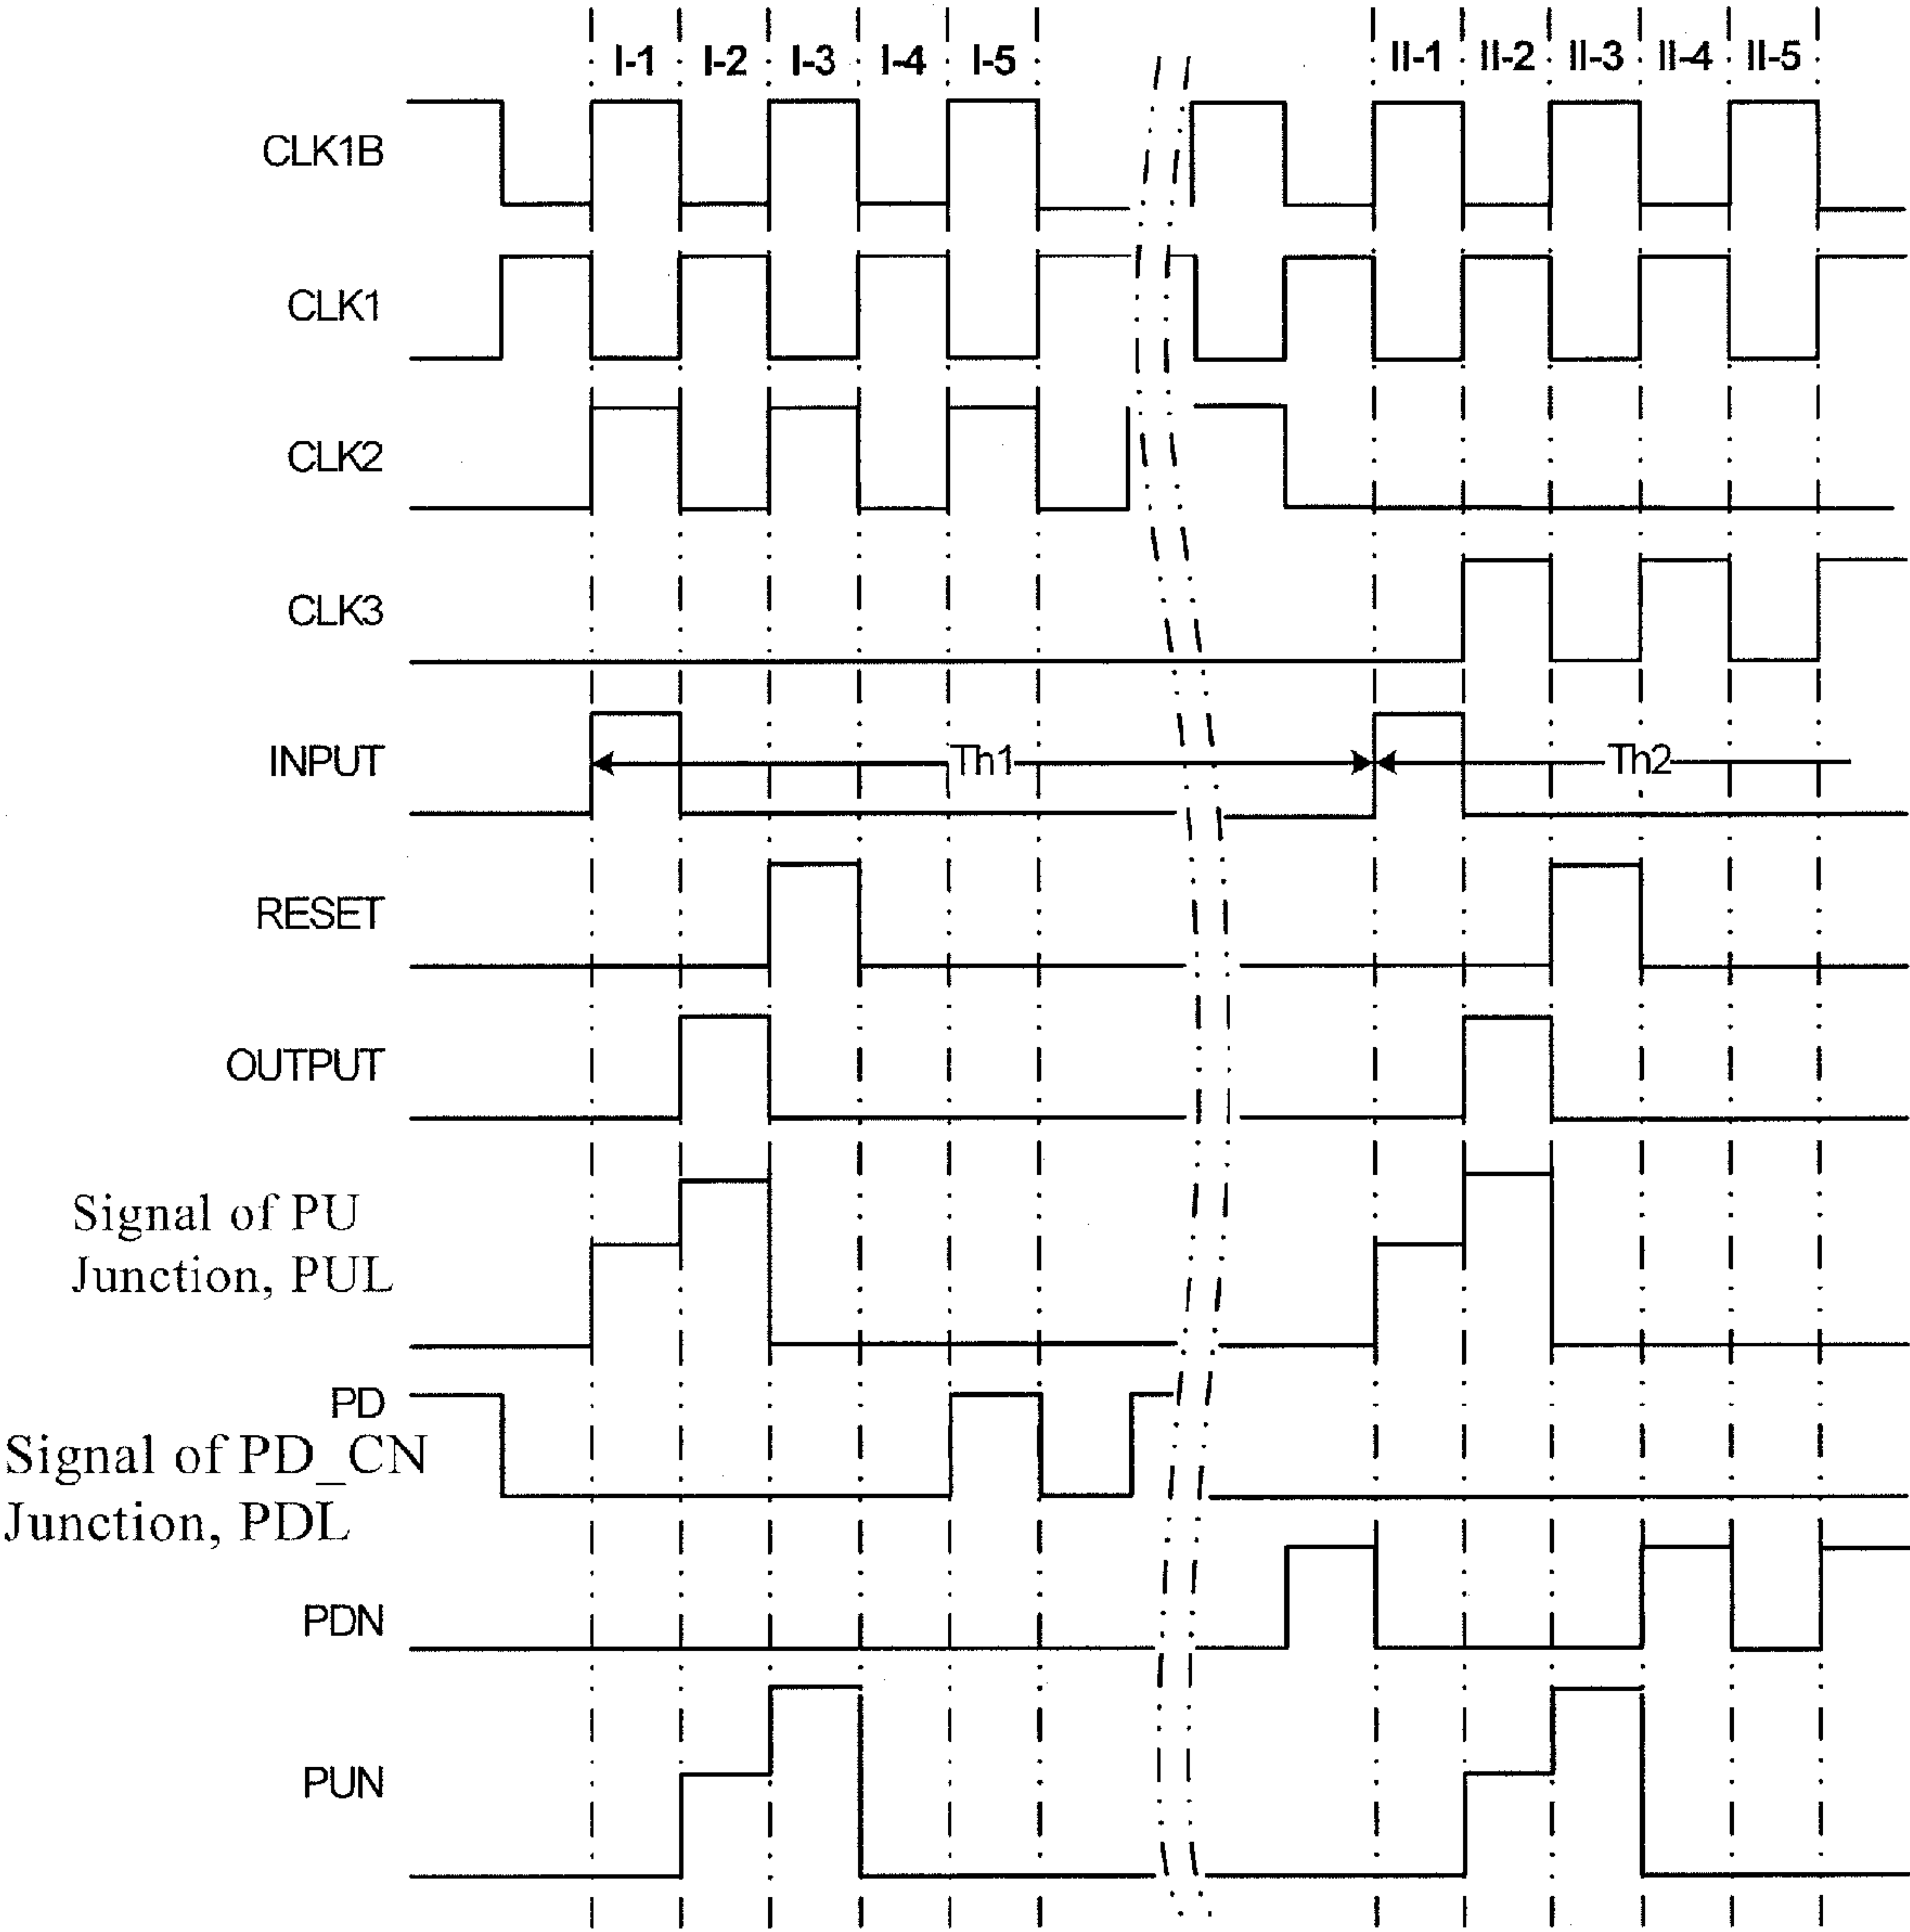 I-1 I-2 I-3 I-4 I-5 II-1 II-2 II-3 II-4 II-5
CLK1B
CLK1
CLK2
CLK3
INPUT Th1 Th2
RESET
OUTPUT
Signal of PU
Junction, PUL
PD
Signal of PD_CN
Junction, PDL
PDN
PUN